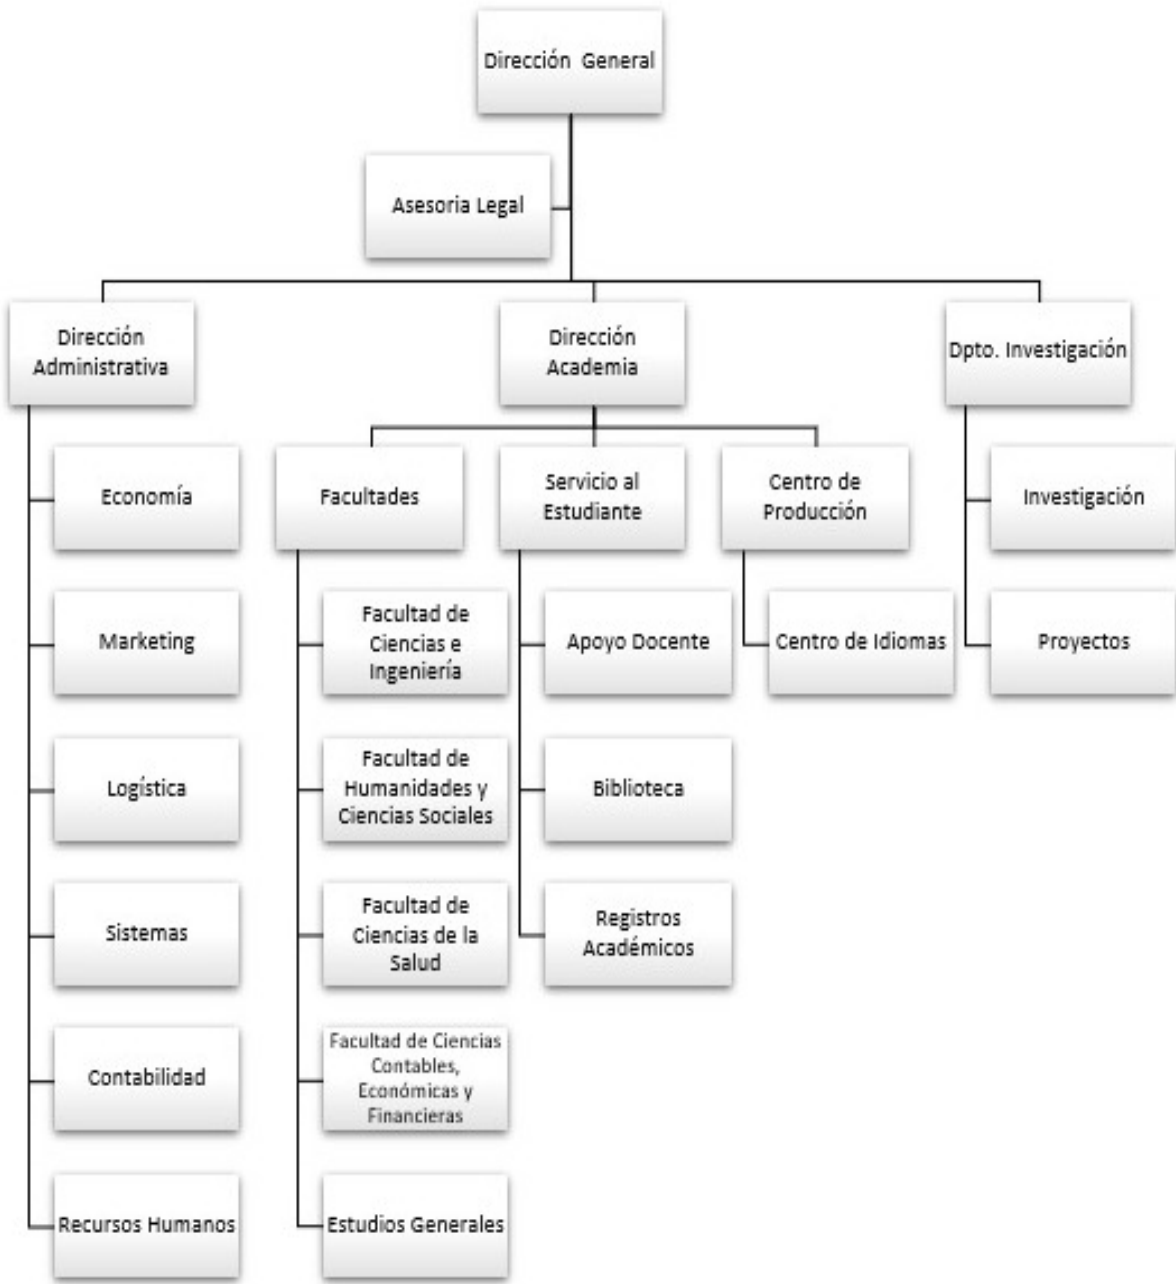 Dirección General
Asesoria Legal
Dirección
Administrativa
Dirección
Academia
Dpto. Investigación
Economía
Marketing
Logística
Sistemas
Contabilidad
Recursos Humanos
Facultades
Facultad de
Ciencias e
Ingeniería
Facultad de
Humanidades y
Ciencias Sociales
Facultad de
Ciencias de la
Salud
Facultad de Ciencias
Contables,
Económicas y
Financieras
Estudios Generales
Servicio al
Estudiante
Apoyo Docente
Biblioteca
Registros
Académicos
Centro de
Producción
Centro de Idiomas
Investigación
Proyectos